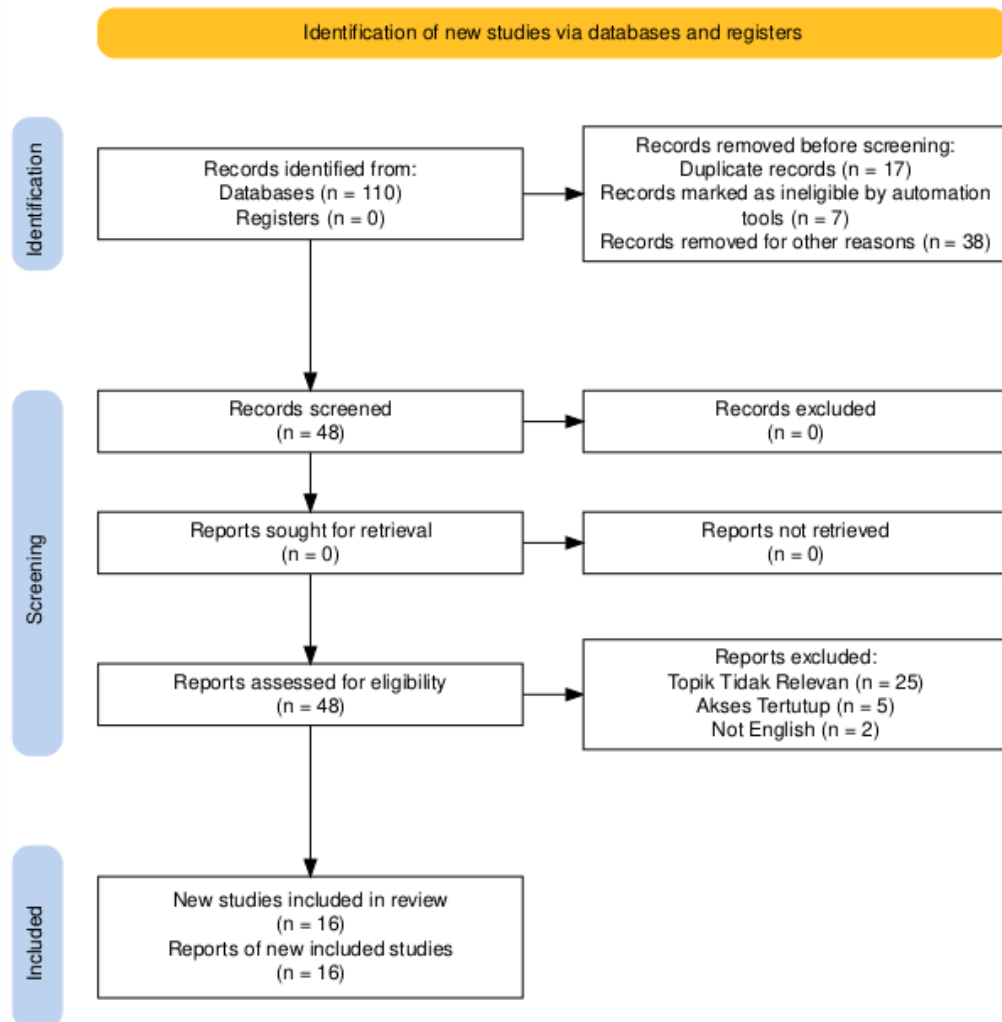 Identification of new studies via databases and registers
Identification
Records identified from:
Databases (n = 110)
Registers (n = 0)
Records removed before screening:
Duplicate records (n = 17)
Records marked as ineligible by automation
tools (n = 7)
Records removed for other reasons (n = 38)
Screening
Records screened
(n = 48)
Records excluded
(n = 0)
Reports sought for retrieval
(n = 0)
Reports not retrieved
(n = 0)
Reports assessed for eligibility
(n = 48)
Reports excluded:
Topik Tidak Relevan (n = 25)
Akses Tertutup (n = 5)
Not English (n = 2)
Included
New studies included in review
(n = 16)
Reports of new included studies
(n = 16)